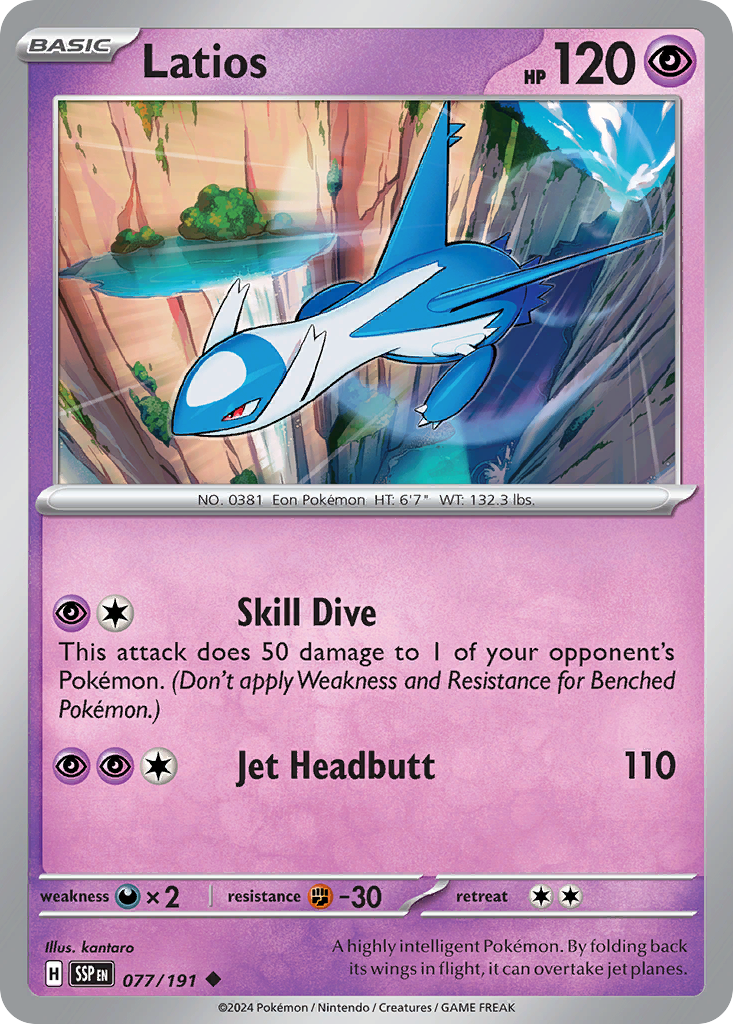 BASIC
Latios
HP 120
NO. 0381 Eon Pokémon HT: 6'7" WT: 132.3 lbs.
Skill Dive
This attack does 50 damage to 1 of your opponent's
Pokémon. (Don't apply Weakness and Resistance for Benched
Pokémon.)
Jet Headbutt 110
weakness ×2 resistance -30 retreat
Illus. kantaro
A highly intelligent Pokémon. By folding back
its wings in flight, it can overtake jet planes.
H SSP EN 077/191
©2024 Pokémon / Nintendo / Creatures / GAME FREAK